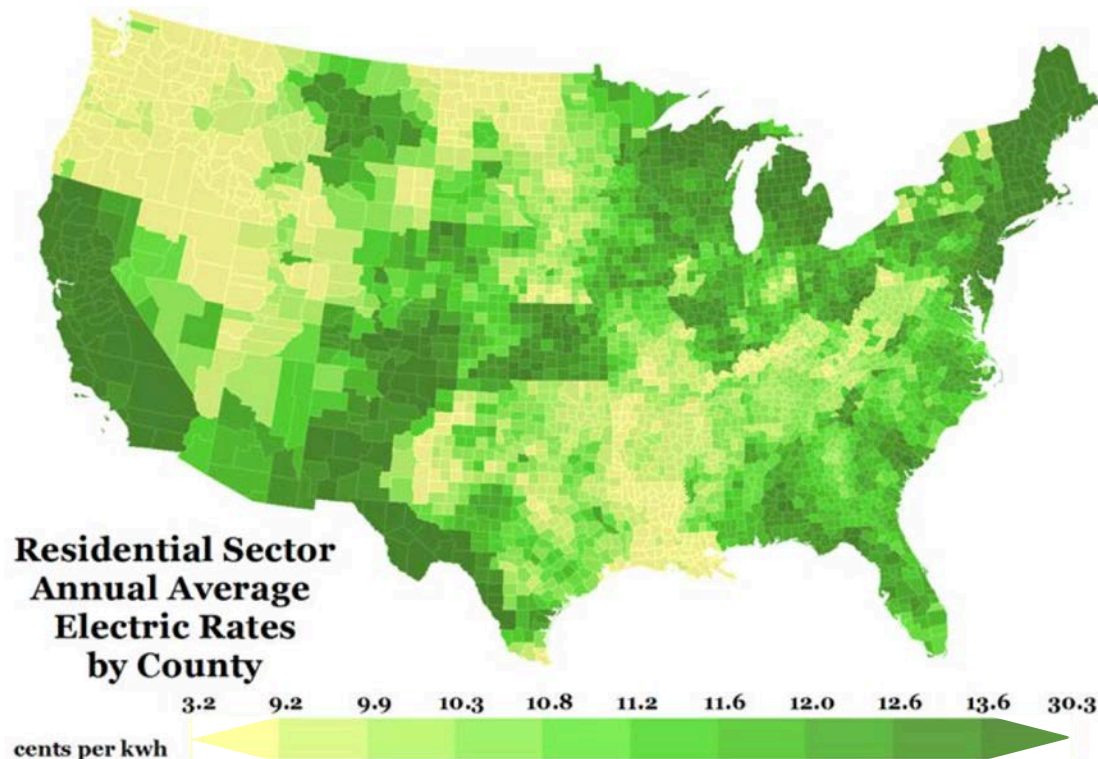 Residential Sector
Annual Average
Electric Rates
by County
3.2 9.2 9.9 10.3 10.8 11.2 11.6 12.0 12.6 13.6 30.3
cents per kwh